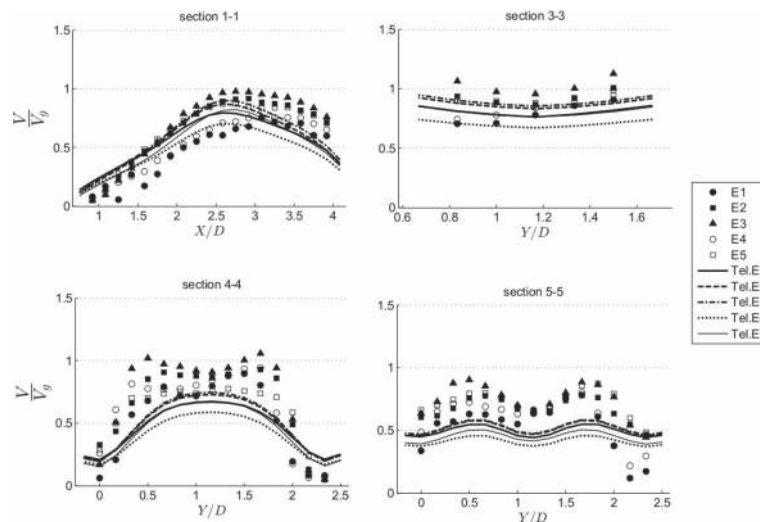 section 1-1
section 3-3
1.5
1
0.5
0
V
V_g
1
1.5
2
2.5
3
3.5
4
X/D
1.5
1
0.5
0
0.6
0.8
1
1.2
1.4
1.6
Y/D
E1
E2
E3
E4
E5
Tel.E
Tel.E
Tel.E
Tel.E
Tel.E
section 4-4
section 5-5
1.5
1
0.5
0
V
V_g
0
0.5
1
1.5
2
2.5
Y/D
1.5
1
0.5
0
0
0.5
1
1.5
2
2.5
Y/D